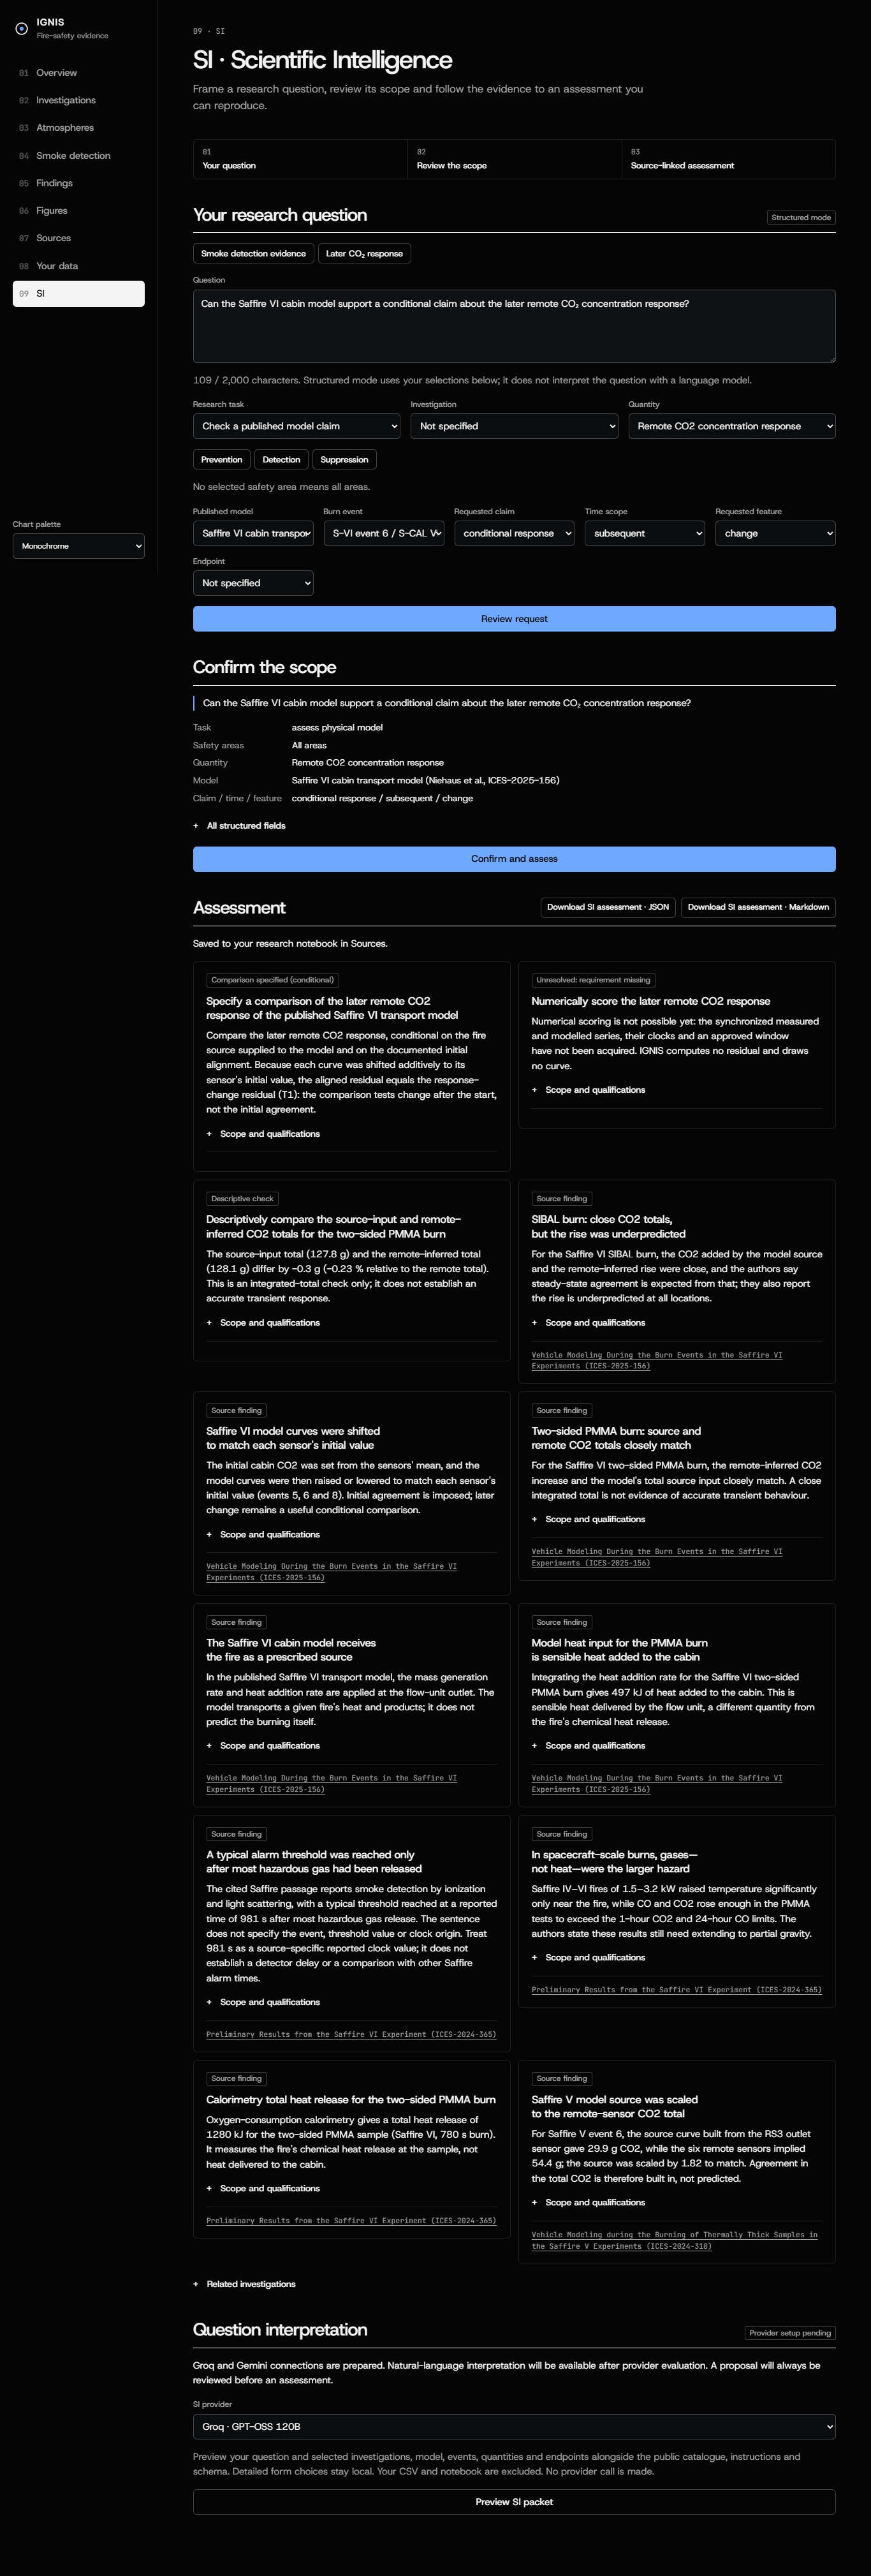 IGNIS
Fire-safety evidence
01 Overview
02 Investigations
03 Atmospheres
04 Smoke detection
05 Findings
06 Figures
07 Sources
08 Your data
09 SI
Chart palette
Monochrome
09 · SI
SI · Scientific Intelligence
Frame a research question, review its scope and follow the evidence to an assessment you
can reproduce.
01
Your question
02
Review the scope
03
Source-linked assessment
Your research question
Structured mode
Smoke detection evidence
Later CO₂ response
Question
Can the Saffire VI cabin model support a conditional claim about the later remote CO₂ concentration response?
109 / 2,000 characters. Structured mode uses your selections below; it does not interpret the question with a language model.
Research task
Investigation
Quantity
Check a published model claim
Not specified
Remote CO2 concentration response
Prevention
Detection
Suppression
No selected safety area means all areas.
Published model
Burn event
Requested claim
Time scope
Requested feature
Saffire VI cabin transpo
S-VI event 6 / S-CAL V
conditional response
subsequent
change
Endpoint
Not specified
Review request
Confirm the scope
Can the Saffire VI cabin model support a conditional claim about the later remote CO₂ concentration response?
Task assess physical model
Safety areas All areas
Quantity Remote CO2 concentration response
Model Saffire VI cabin transport model (Niehaus et al., ICES-2025-156)
Claim / time / feature conditional response / subsequent / change
+ All structured fields
Confirm and assess
Assessment
Download SI assessment · JSON
Download SI assessment · Markdown
Saved to your research notebook in Sources.
Comparison specified (conditional)
Specify a comparison of the later remote CO2
response of the published Saffire VI transport model
Compare the later remote CO2 response, conditional on the fire
source supplied to the model and on the documented initial
alignment. Because each curve was shifted additively to its
sensor's initial value, the aligned residual equals the response-
change residual (T1): the comparison tests change after the start,
not the initial agreement.
+ Scope and qualifications
Unresolved: requirement missing
Numerically score the later remote CO2 response
Numerical scoring is not possible yet: the synchronized measured
and modelled series, their clocks and an approved window
have not been acquired. IGNIS computes no residual and draws
no curve.
+ Scope and qualifications
Descriptive check
Descriptively compare the source-input and remote-
inferred CO2 totals for the two-sided PMMA burn
The source-input total (127.8 g) and the remote-inferred total
(128.1 g) differ by -0.3 g (-0.23 % relative to the remote total).
This is an integrated-total check only; it does not establish an
accurate transient response.
+ Scope and qualifications
Source finding
SIBAL burn: close CO2 totals,
but the rise was underpredicted
For the Saffire VI SIBAL burn, the CO2 added by the model source
and the remote-inferred rise were close, and the authors say
steady-state agreement is expected from that; they also report
the rise is underpredicted at all locations.
+ Scope and qualifications
Vehicle Modeling During the Burn Events in the Saffire VI
Experiments (ICES-2025-156)
Source finding
Saffire VI model curves were shifted
to match each sensor's initial value
The initial cabin CO2 was set from the sensors' mean, and the
model curves were then raised or lowered to match each sensor's
initial value (events 5, 6 and 8). Initial agreement is imposed; later
change remains a useful conditional comparison.
+ Scope and qualifications
Vehicle Modeling During the Burn Events in the Saffire VI
Experiments (ICES-2025-156)
Source finding
Two-sided PMMA burn: source and
remote CO2 totals closely match
For the Saffire VI two-sided PMMA burn, the remote-inferred CO2
increase and the model's total source input closely match. A close
integrated total is not evidence of accurate transient behaviour.
+ Scope and qualifications
Vehicle Modeling During the Burn Events in the Saffire VI
Experiments (ICES-2025-156)
Source finding
The Saffire VI cabin model receives
the fire as a prescribed source
In the published Saffire VI transport model, the mass generation
rate and heat addition rate are applied at the flow-unit outlet. The
model transports a given fire's heat and products; it does not
predict the burning itself.
+ Scope and qualifications
Vehicle Modeling During the Burn Events in the Saffire VI
Experiments (ICES-2025-156)
Source finding
Model heat input for the PMMA burn
is sensible heat added to the cabin
Integrating the heat addition rate for the Saffire VI two-sided
PMMA burn gives 497 kJ of heat added to the cabin. This is
sensible heat delivered by the flow unit, a different quantity from
the fire's chemical heat release.
+ Scope and qualifications
Vehicle Modeling During the Burn Events in the Saffire VI
Experiments (ICES-2025-156)
Source finding
A typical alarm threshold was reached only
after most hazardous gas had been released
The cited Saffire passage reports smoke detection by ionization
and light scattering, with a typical threshold reached at a reported
time of 981 s after most hazardous gas release. The sentence
does not specify the event, threshold value or clock origin. Treat
981 s as a source-specific reported clock value; it does not
establish a detector delay or a comparison with other Saffire
alarm times.
+ Scope and qualifications
Preliminary Results from the Saffire VI Experiment (ICES-2024-365)
Source finding
In spacecraft-scale burns, gases—
not heat—were the larger hazard
Saffire IV–VI fires of 1.5–3.2 kW raised temperature significantly
only near the fire, while CO and CO2 rose enough in the PMMA
tests to exceed the 1-hour CO2 and 24-hour CO limits. The
authors state these results still need extending to partial gravity.
+ Scope and qualifications
Preliminary Results from the Saffire VI Experiment (ICES-2024-365)
Source finding
Calorimetry total heat release for the two-sided PMMA burn
Oxygen-consumption calorimetry gives a total heat release of
1280 kJ for the two-sided PMMA sample (Saffire VI, 780 s burn).
It measures the fire's chemical heat release at the sample, not
heat delivered to the cabin.
+ Scope and qualifications
Preliminary Results from the Saffire VI Experiment (ICES-2024-365)
Source finding
Saffire V model source was scaled
to the remote-sensor CO2 total
For Saffire V event 6, the source curve built from the RS3 outlet
sensor gave 29.9 g CO2, while the six remote sensors implied
54.4 g; the source was scaled by 1.82 to match. Agreement in
the total CO2 is therefore built in, not predicted.
+ Scope and qualifications
Vehicle Modeling during the Burning of Thermally Thick Samples in
the Saffire V Experiments (ICES-2024-310)
+ Related investigations
Question interpretation
Provider setup pending
Groq and Gemini connections are prepared. Natural-language interpretation will be available after provider evaluation. A proposal will always be
reviewed before an assessment.
SI provider
Groq · GPT-OSS 120B
Preview your question and selected investigations, model, events, quantities and endpoints alongside the public catalogue, instructions and
schema. Detailed form choices stay local. Your CSV and notebook are excluded. No provider call is made.
Preview SI packet